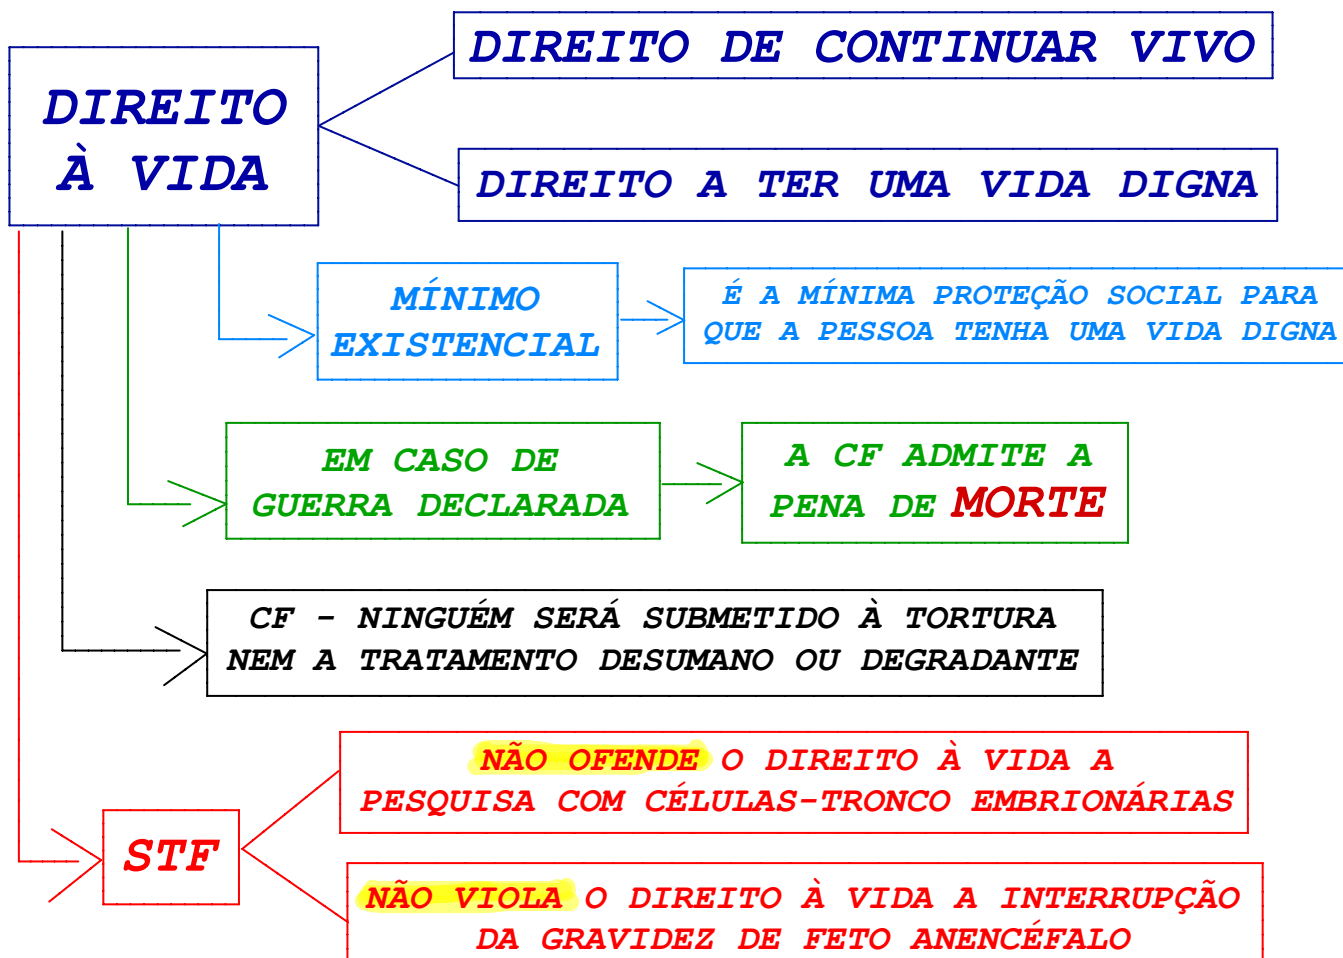 DIREITO
À VIDA
DIREITO DE CONTINUAR VIVO
DIREITO A TER UMA VIDA DIGNA
MÍNIMO
EXISTENCIAL
É A MÍNIMA PROTEÇÃO SOCIAL PARA
QUE A PESSOA TENHA UMA VIDA DIGNA
EM CASO DE
GUERRA DECLARADA
A CF ADMITE A
PENA DE MORTE
CF - NINGUÉM SERÁ SUBMETIDO À TORTURA
NEM A TRATAMENTO DESUMANO OU DEGRADANTE
STF
NÃO OFENDE O DIREITO À VIDA A
PESQUISA COM CÉLULAS-TRONCO EMBRIONÁRIAS
NÃO VIOLA O DIREITO À VIDA A INTERRUPÇÃO
DA GRAVIDEZ DE FETO ANENCÉFALO